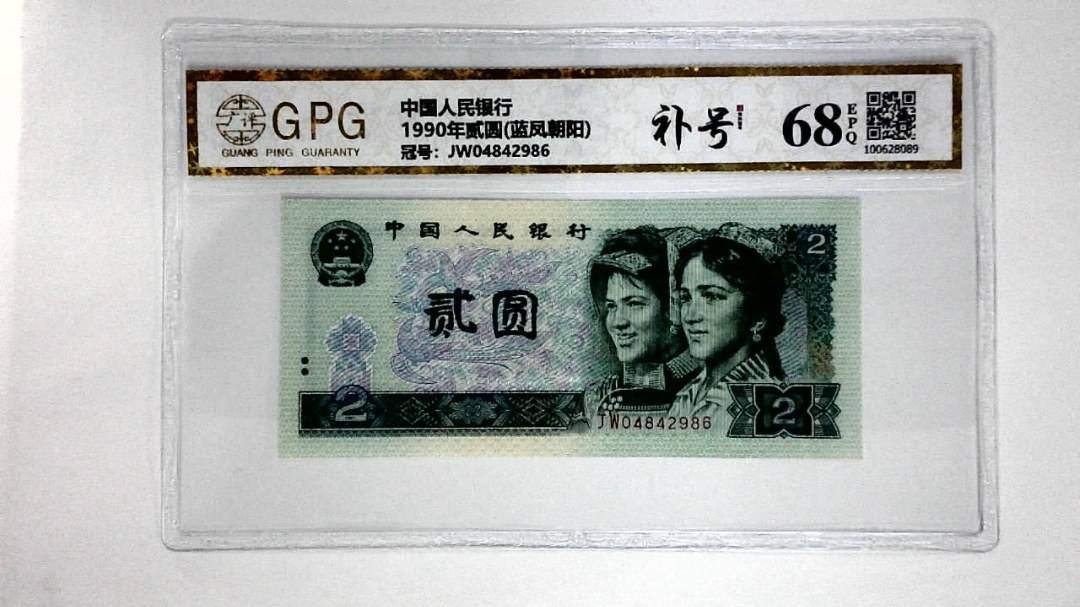 广评
GPG
GUANG PING GUARANTY
中国人民银行
1990年贰圆(蓝凤朝阳)
冠号：JW04842986
补号
68
EPQ
100628089
中国人民银行
2
贰圆
2
JW04842986
2